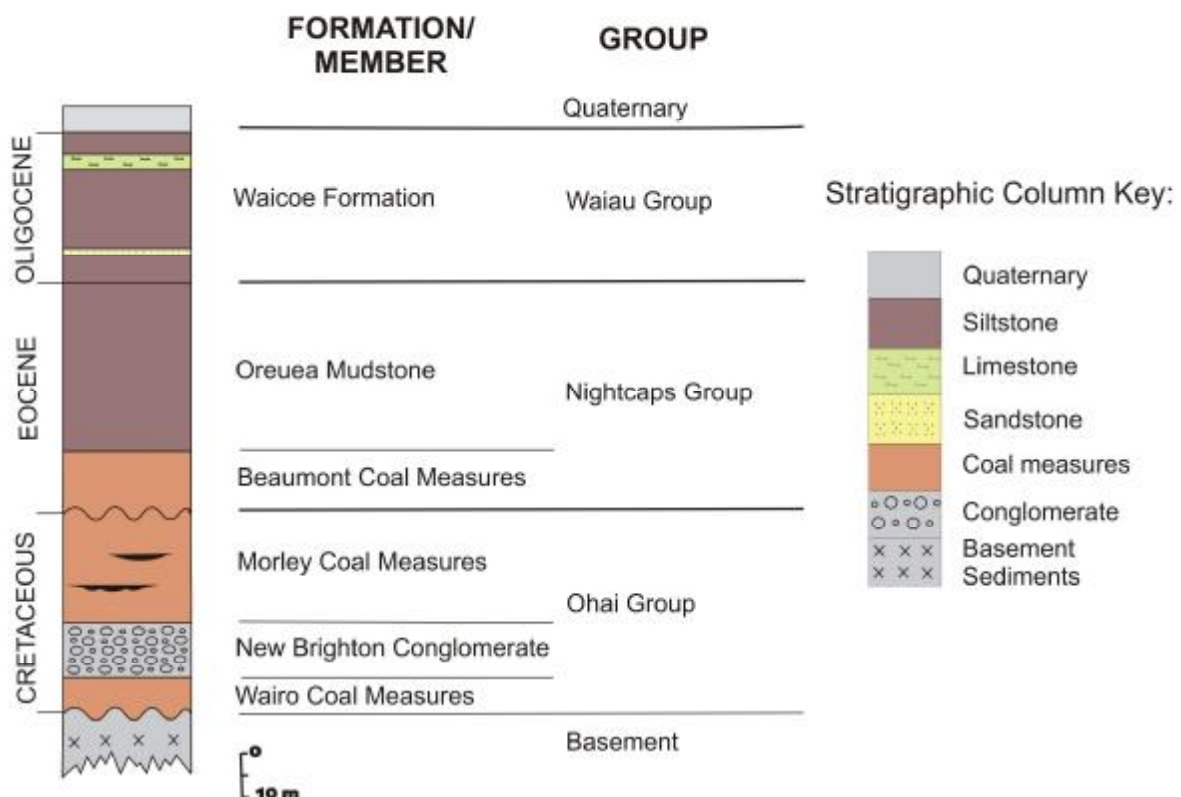 FORMATION/
MEMBER
GROUP
Quaternary
OLIGOCENE
Waicoe Formation
Waiau Group
EOCENE
Oreuea Mudstone
Nightcaps Group
Beaumont Coal Measures
CRETACEOUS
Morley Coal Measures
Ohai Group
New Brighton Conglomerate
Wairo Coal Measures
Basement
0
10 m
Stratigraphic Column Key:
Quaternary
Siltstone
Limestone
Sandstone
Coal measures
Conglomerate
Basement
Sediments